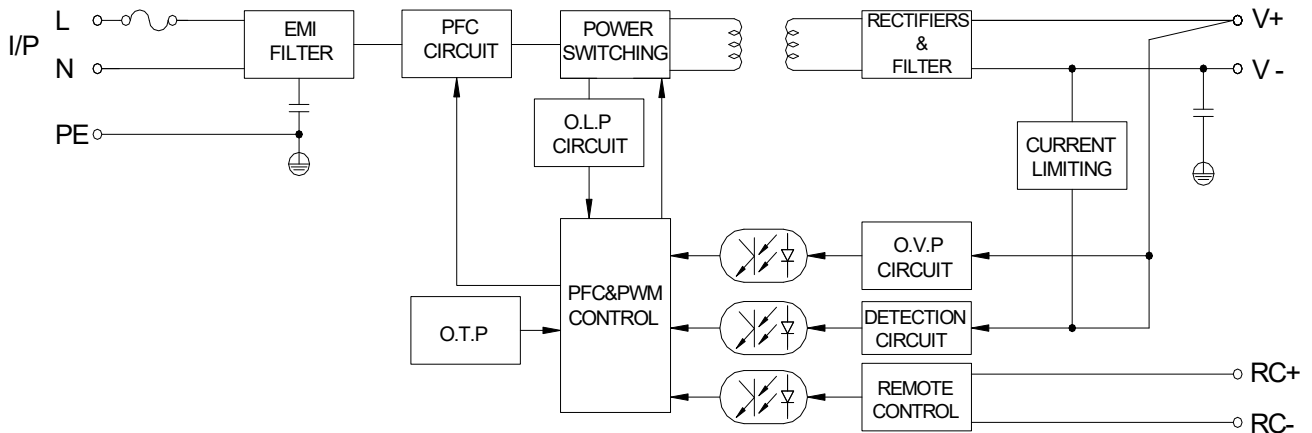 I/P
L
N
PE
EMI
FILTER
PFC
CIRCUIT
POWER
SWITCHING
RECTIFIERS
&
FILTER
V+
V -
O.L.P
CIRCUIT
CURRENT
LIMITING
O.V.P
CIRCUIT
PFC&PWM
CONTROL
O.T.P
DETECTION
CIRCUIT
REMOTE
CONTROL
RC+
RC-